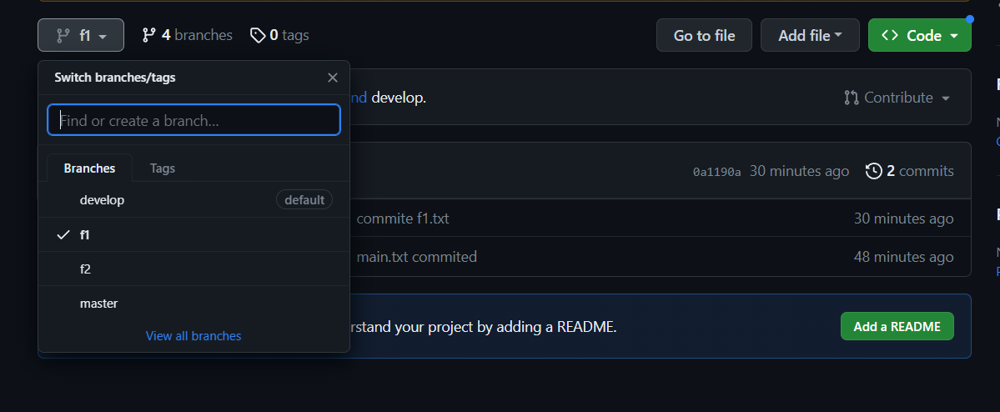 f1
4 branches
0 tags
Go to file
Add file
Code
Switch branches/tags
Find or create a branch...
Branches
Tags
develop
default
f1
f2
master
View all branches
nd develop.
Contribute
0a1190a 30 minutes ago
2 commits
commite f1.txt
30 minutes ago
main.txt commited
48 minutes ago
rstand your project by adding a README.
Add a README